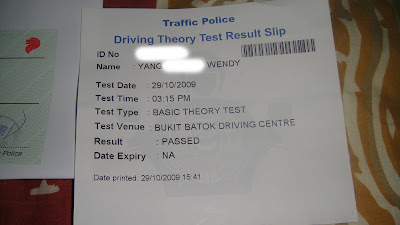 Traffic Police
Driving Theory Test Result Slip
ID No
Name : YANG WENDY
Test Date : 29/10/2009
Test Time : 03:15 PM
Test Type : BASIC THEORY TEST
Test Venue : BUKIT BATOK DRIVING CENTRE
Result : PASSED
Date Expiry : NA
Date printed: 29/10/2009 15:41
Police